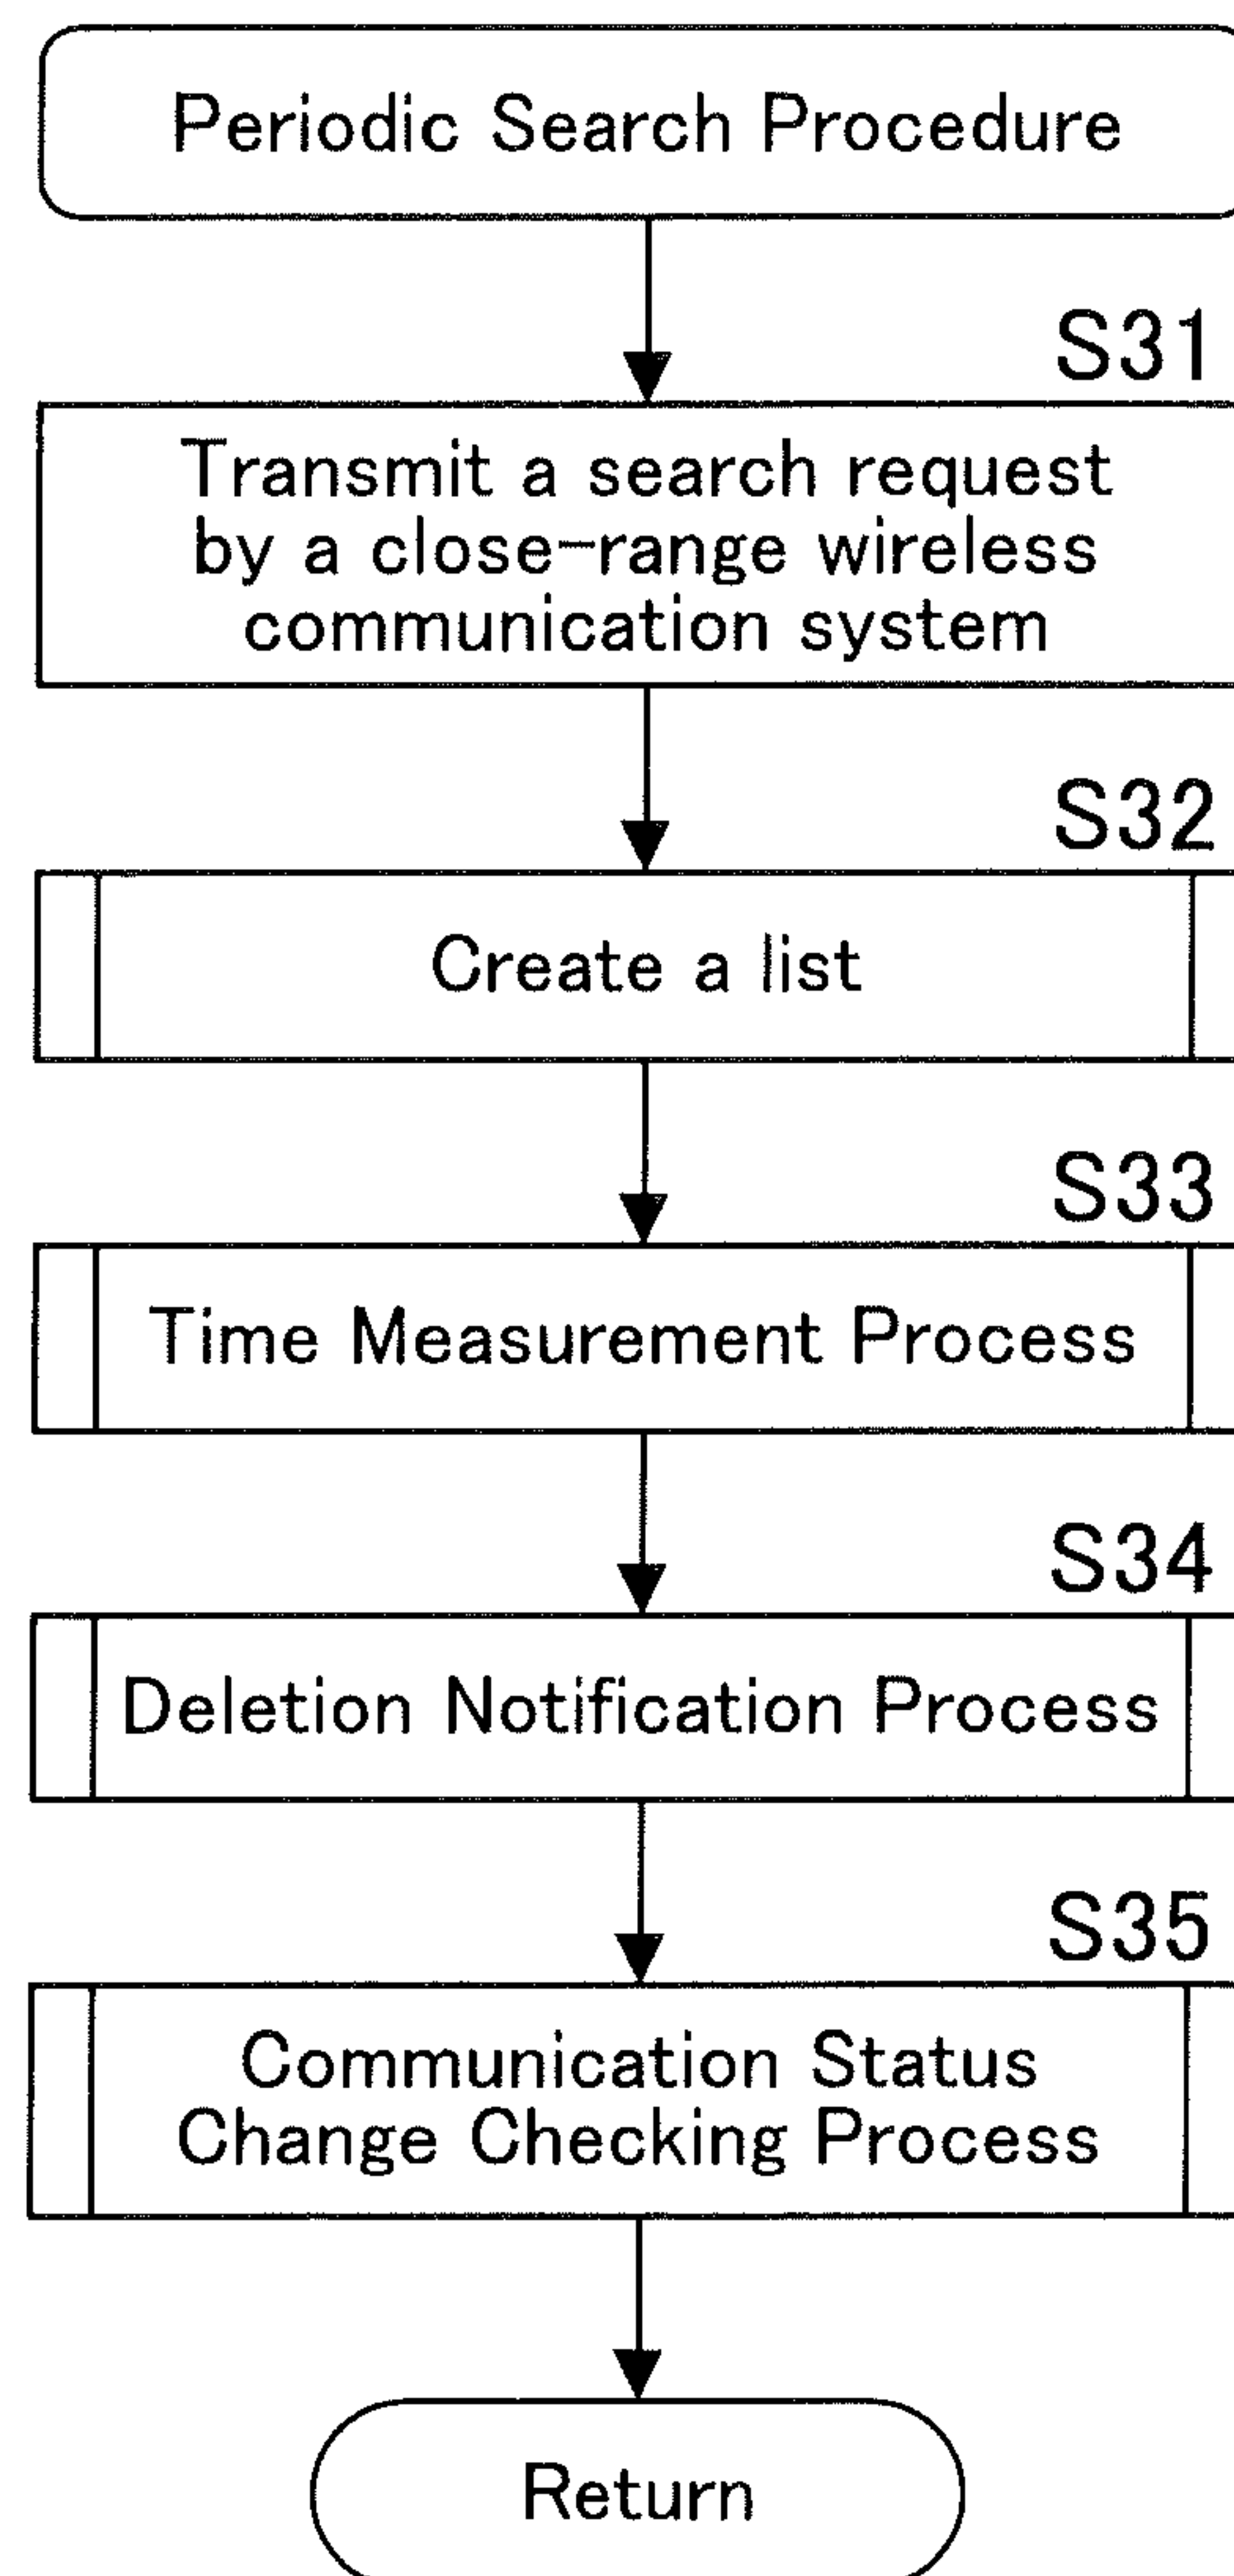 Periodic Search Procedure
S31
Transmit a search request
by a close-range wireless
communication system
S32
Create a list
S33
Time Measurement Process
S34
Deletion Notification Process
S35
Communication Status
Change Checking Process
Return